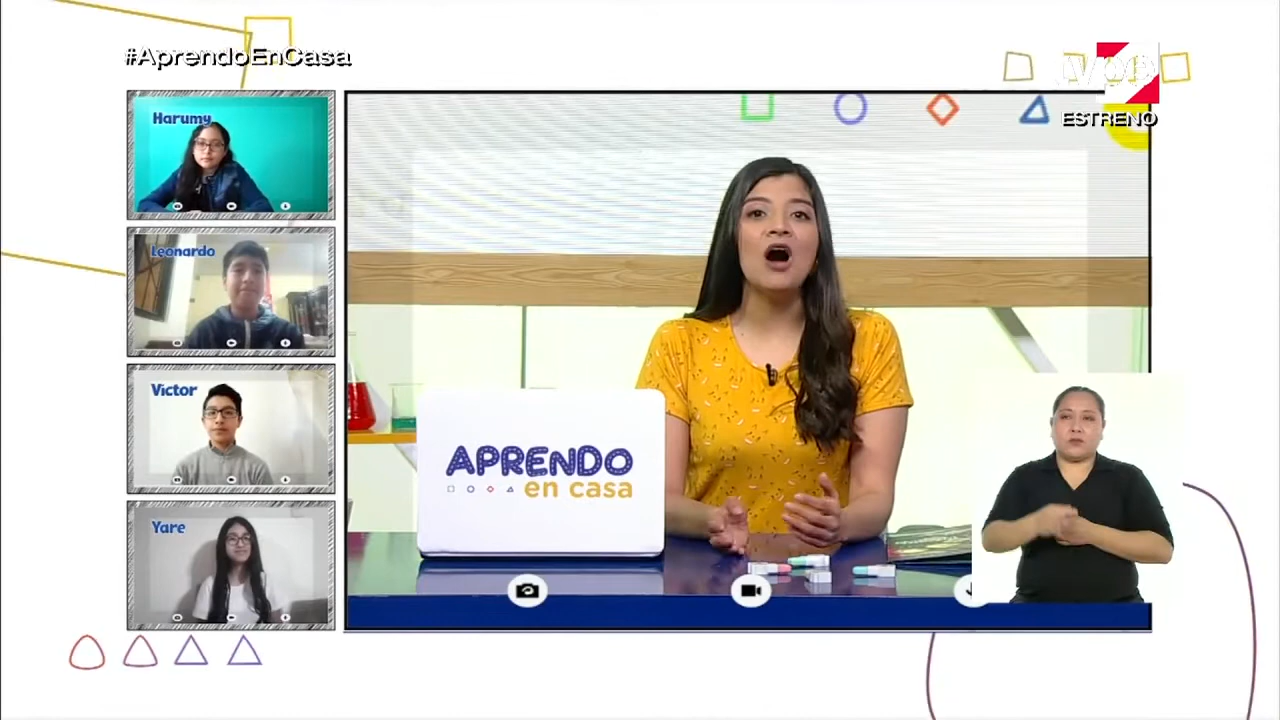 #AprendoEnCasa
ESTRENO
Harumy
Leonardo
Victor
Yare
APRENDO
en casa